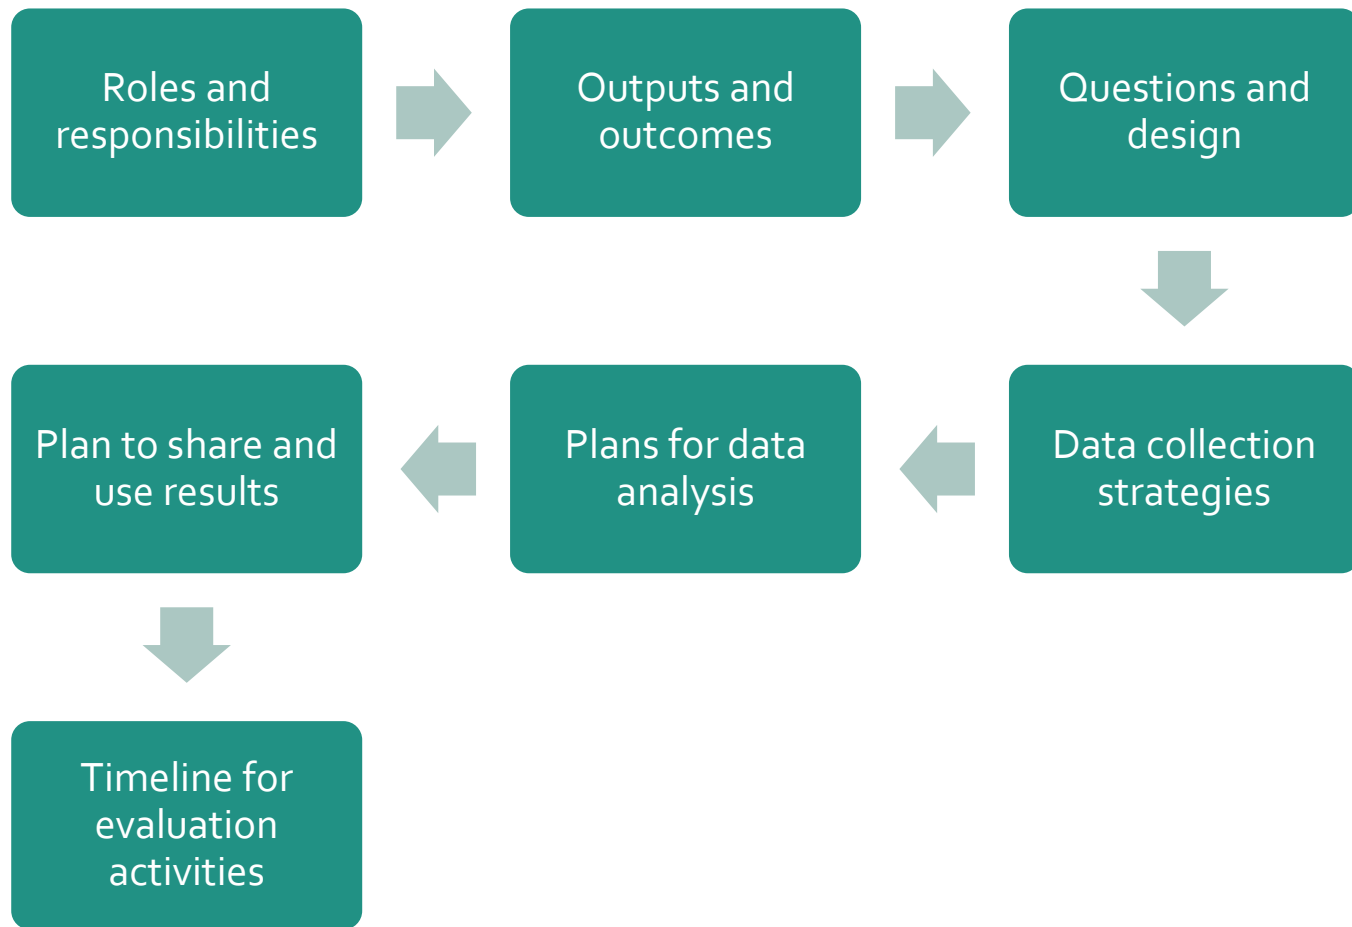 Roles and
responsibilities
Outputs and
outcomes
Questions and
design
Data collection
strategies
Plans for data
analysis
Plan to share and
use results
Timeline for
evaluation
activities